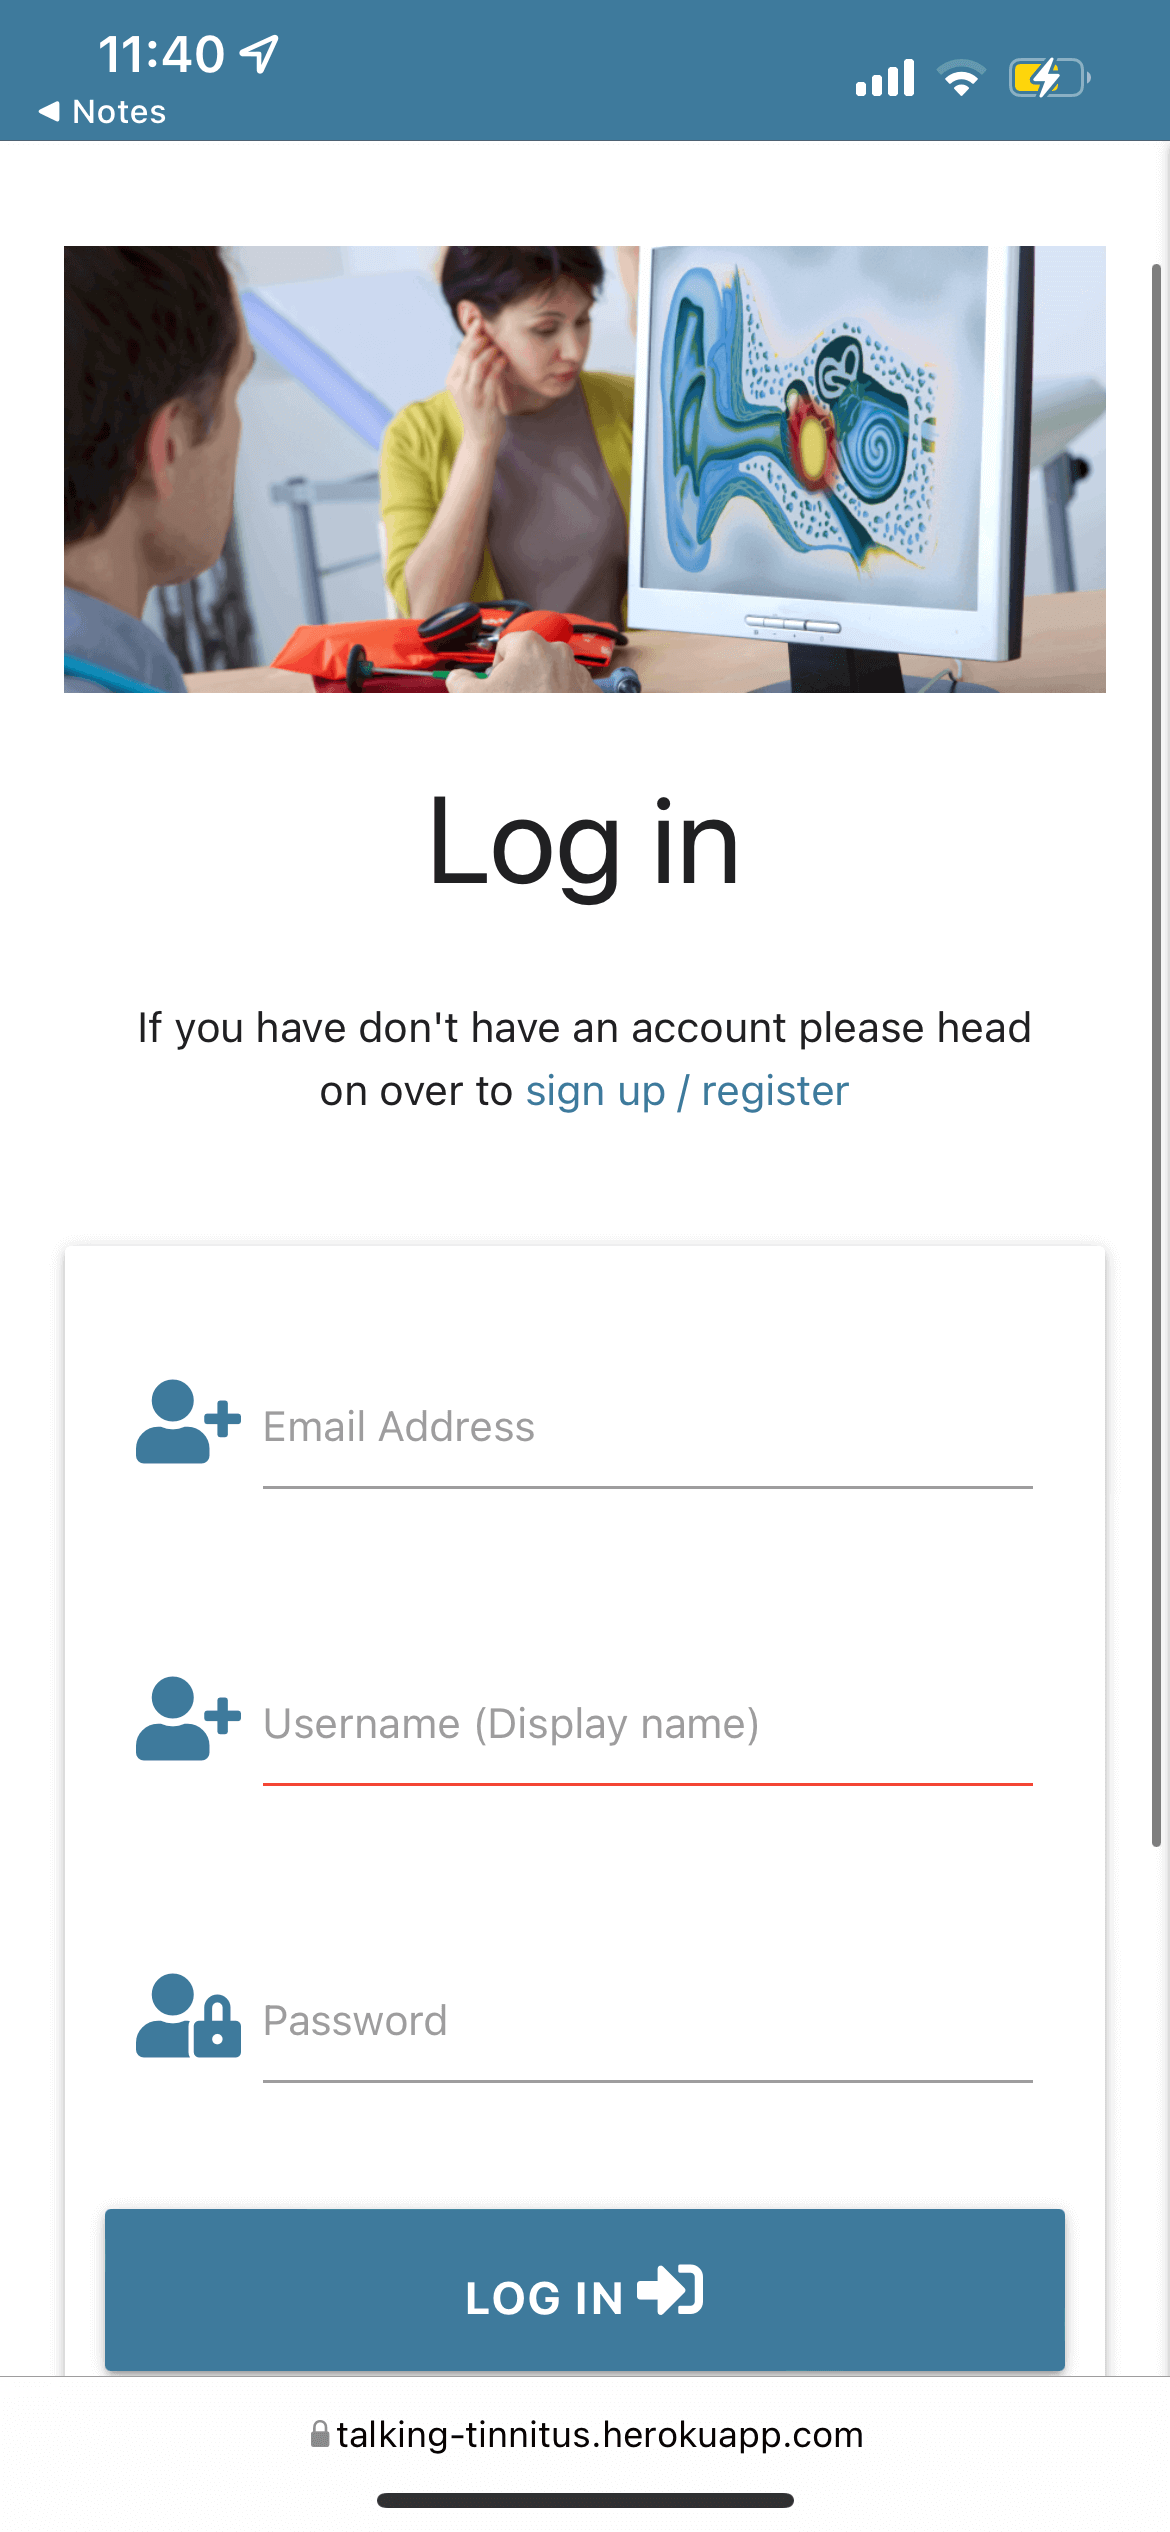 11:40
◀ Notes
Log in
If you have don't have an account please head
on over to sign up / register
Email Address
Username (Display name)
Password
LOG IN
talking-tinnitus.herokuapp.com